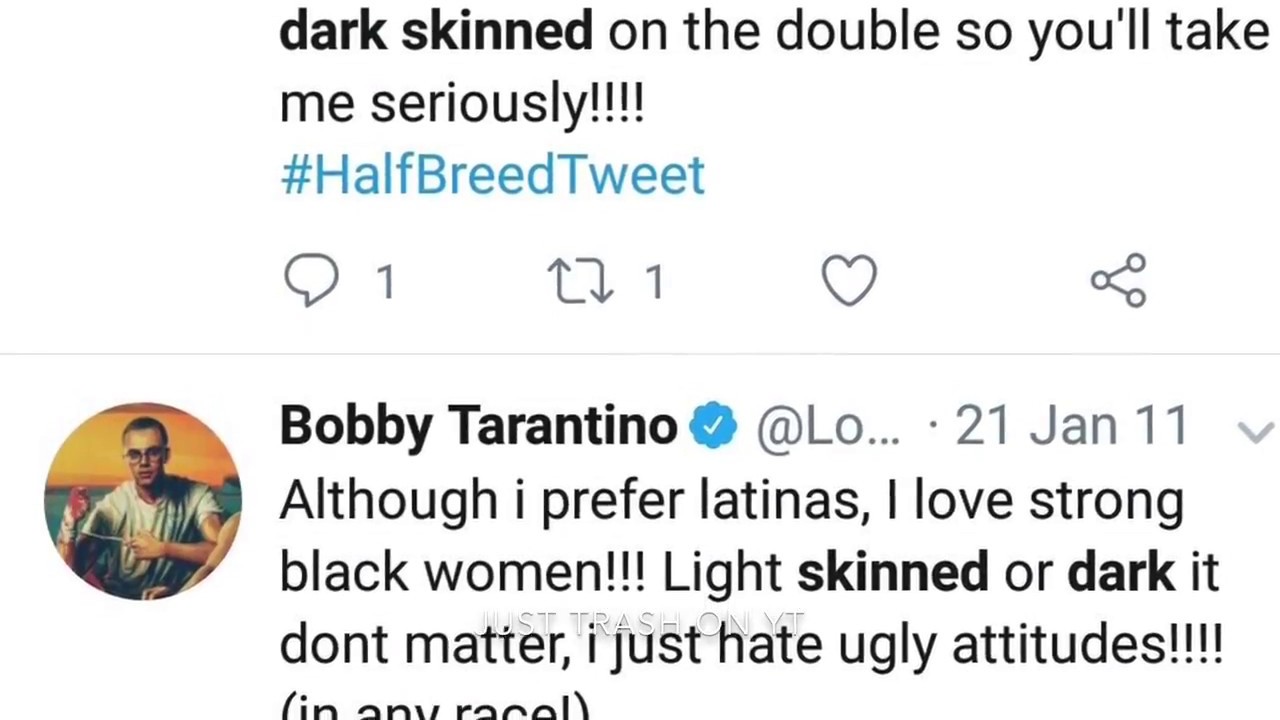 dark skinned on the double so you'll take
me seriously!!!!
#HalfBreedTweet
1 1
Bobby Tarantino @Lo... · 21 Jan 11
Although i prefer latinas, I love strong
black women!!! Light skinned or dark it
JUST TRASH ON YT
dont matter, i just hate ugly attitudes!!!!
(in any race!)